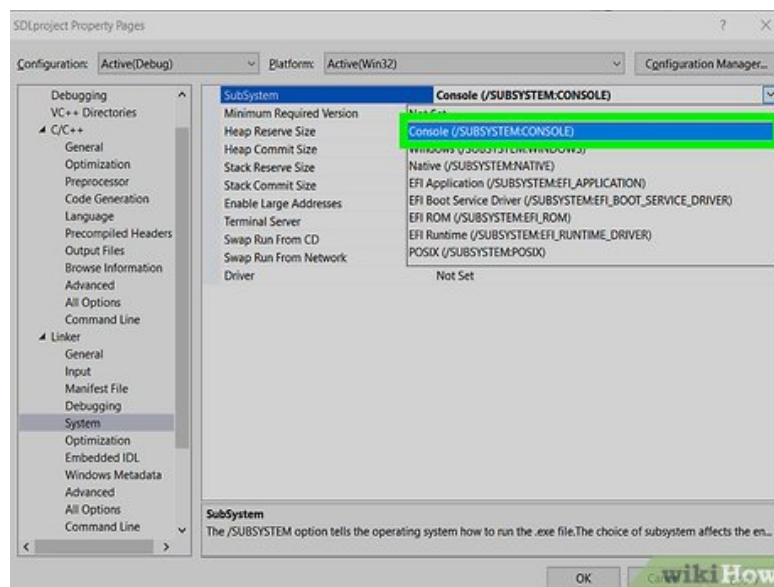 SDLproject Property Pages
? ×
Configuration: Active(Debug) Platform: Active(Win32) Configuration Manager...
Debugging
VC++ Directories
C/C++
General
Optimization
Preprocessor
Code Generation
Language
Precompiled Headers
Output Files
Browse Information
Advanced
All Options
Command Line
Linker
General
Input
Manifest File
Debugging
System
Optimization
Embedded IDL
Windows Metadata
Advanced
All Options
Command Line
SubSystem Console (/SUBSYSTEM:CONSOLE)
Minimum Required Version Not Set
Heap Reserve Size
Heap Commit Size
Stack Reserve Size
Stack Commit Size
Enable Large Addresses
Terminal Server
Swap Run From CD
Swap Run From Network
Driver Not Set
Console (/SUBSYSTEM:CONSOLE)
Windows (/SUBSYSTEM:WINDOWS)
Native (/SUBSYSTEM:NATIVE)
EFI Application (/SUBSYSTEM:EFI_APPLICATION)
EFI Boot Service Driver (/SUBSYSTEM:EFI_BOOT_SERVICE_DRIVER)
EFI ROM (/SUBSYSTEM:EFI_ROM)
EFI Runtime (/SUBSYSTEM:EFI_RUNTIME_DRIVER)
POSIX (/SUBSYSTEM:POSIX)
SubSystem
The /SUBSYSTEM option tells the operating system how to run the .exe file.The choice of subsystem affects the en...
OK
wikiHow